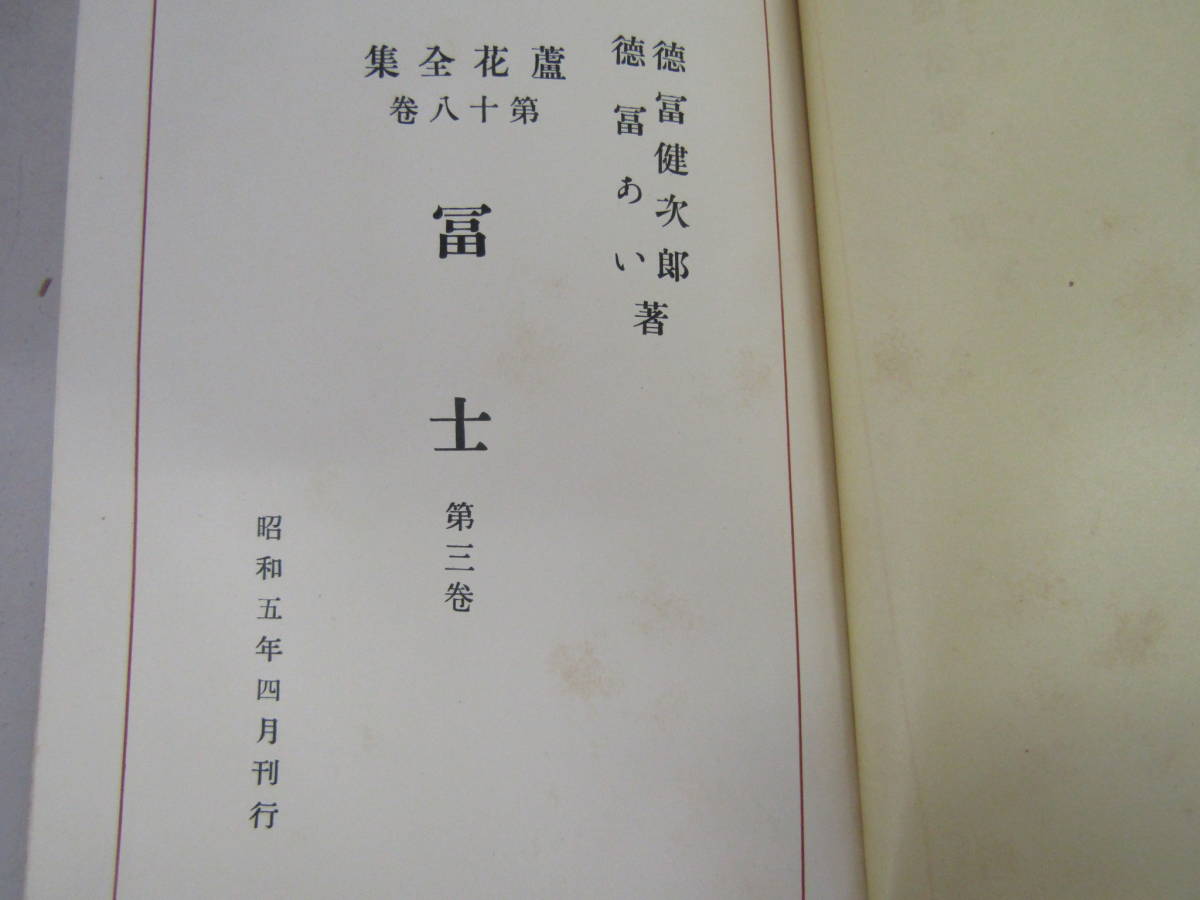 德冨健次郎
德冨あい
著
蘆花全集
第十八卷
冨士
第三卷
昭和五年四月刊行